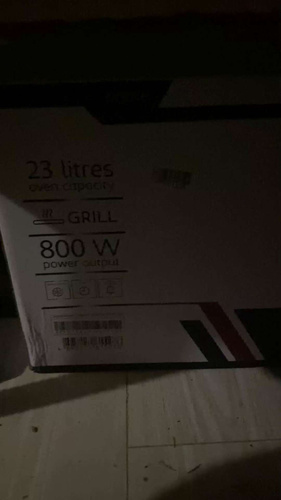 23 litres
oven capacity
GRILL
800 W
power output